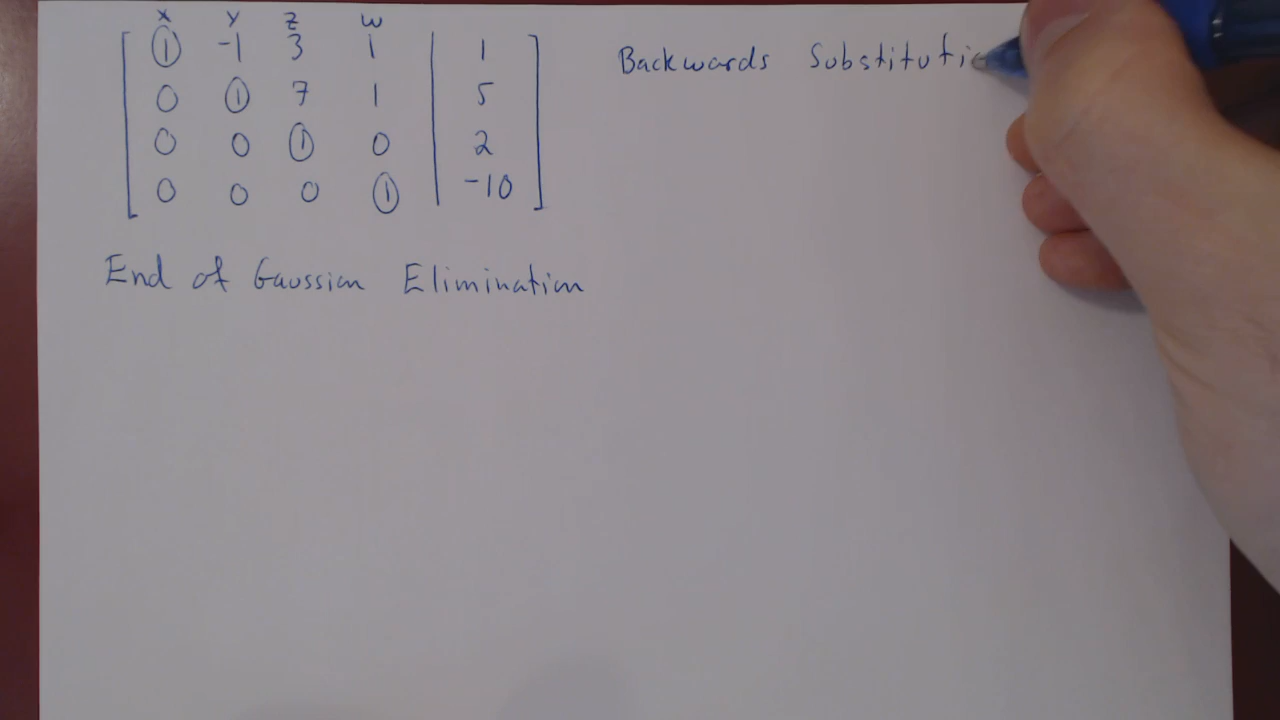 x y z w
1 -1 3 1 | 1
0 1 7 1 | 5
0 0 1 0 | 2
0 0 0 1 | -10
Backwards Substituti
End of Gaussian Elimination